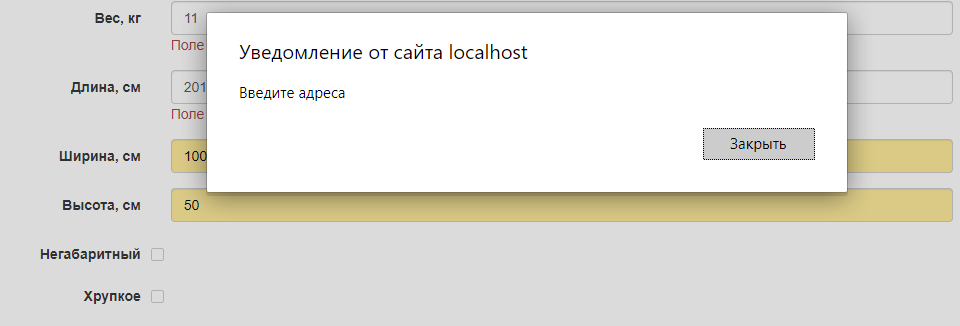 Вес, кг 11
Уведомление от сайта localhost
Поле
Длина, см 201
Введите адреса
Поле
Закрыть
Ширина, см 100
Высота, см 50
Негабаритный
Хрупкое